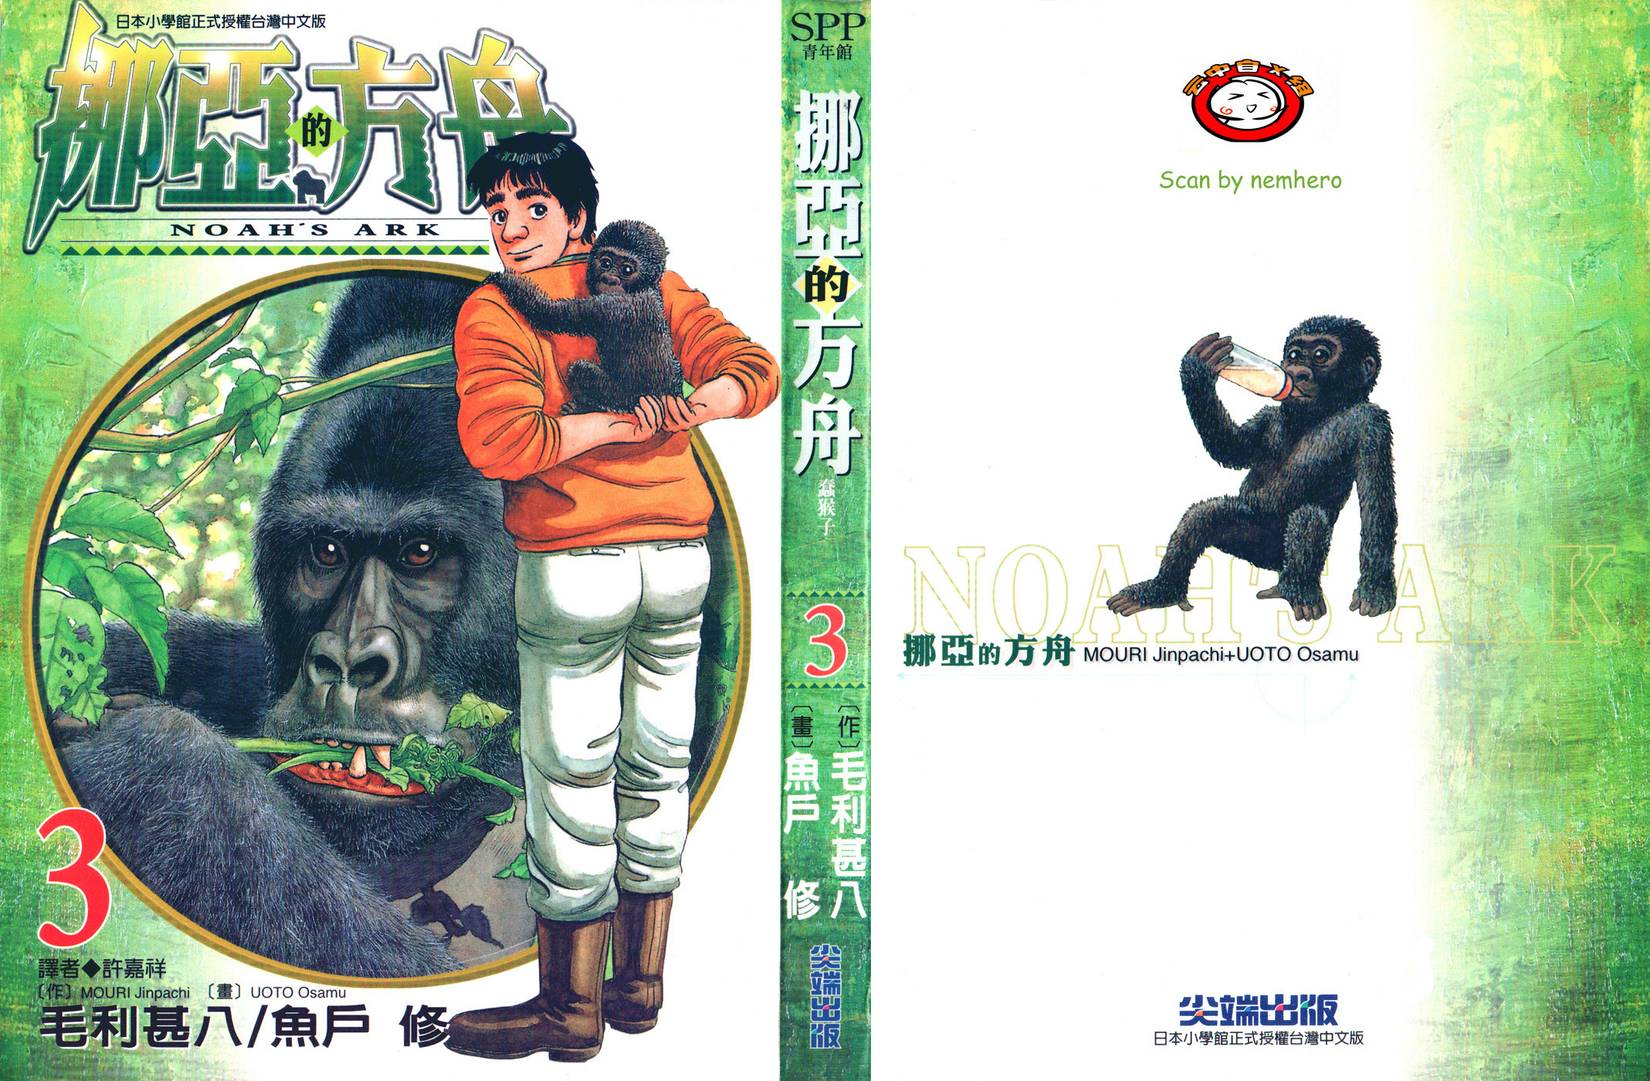 日本小學館正式授權台灣中文版
挪亞的方舟
NOAH'S ARK
3
譯者◆許嘉祥
〔作〕MOURI Jinpachi 〔畫〕UOTO Osamu
毛利甚八/魚戶 修
SPP
青年館
挪亞的方舟
蠢猴子
3
〔作〕毛利甚八
〔畫〕魚戶 修
尖端出版
Scan by nemhero
NOAH'S ARK
挪亞的方舟 MOURI Jinpachi+UOTO Osamu
尖端出版
日本小學館正式授權台灣中文版